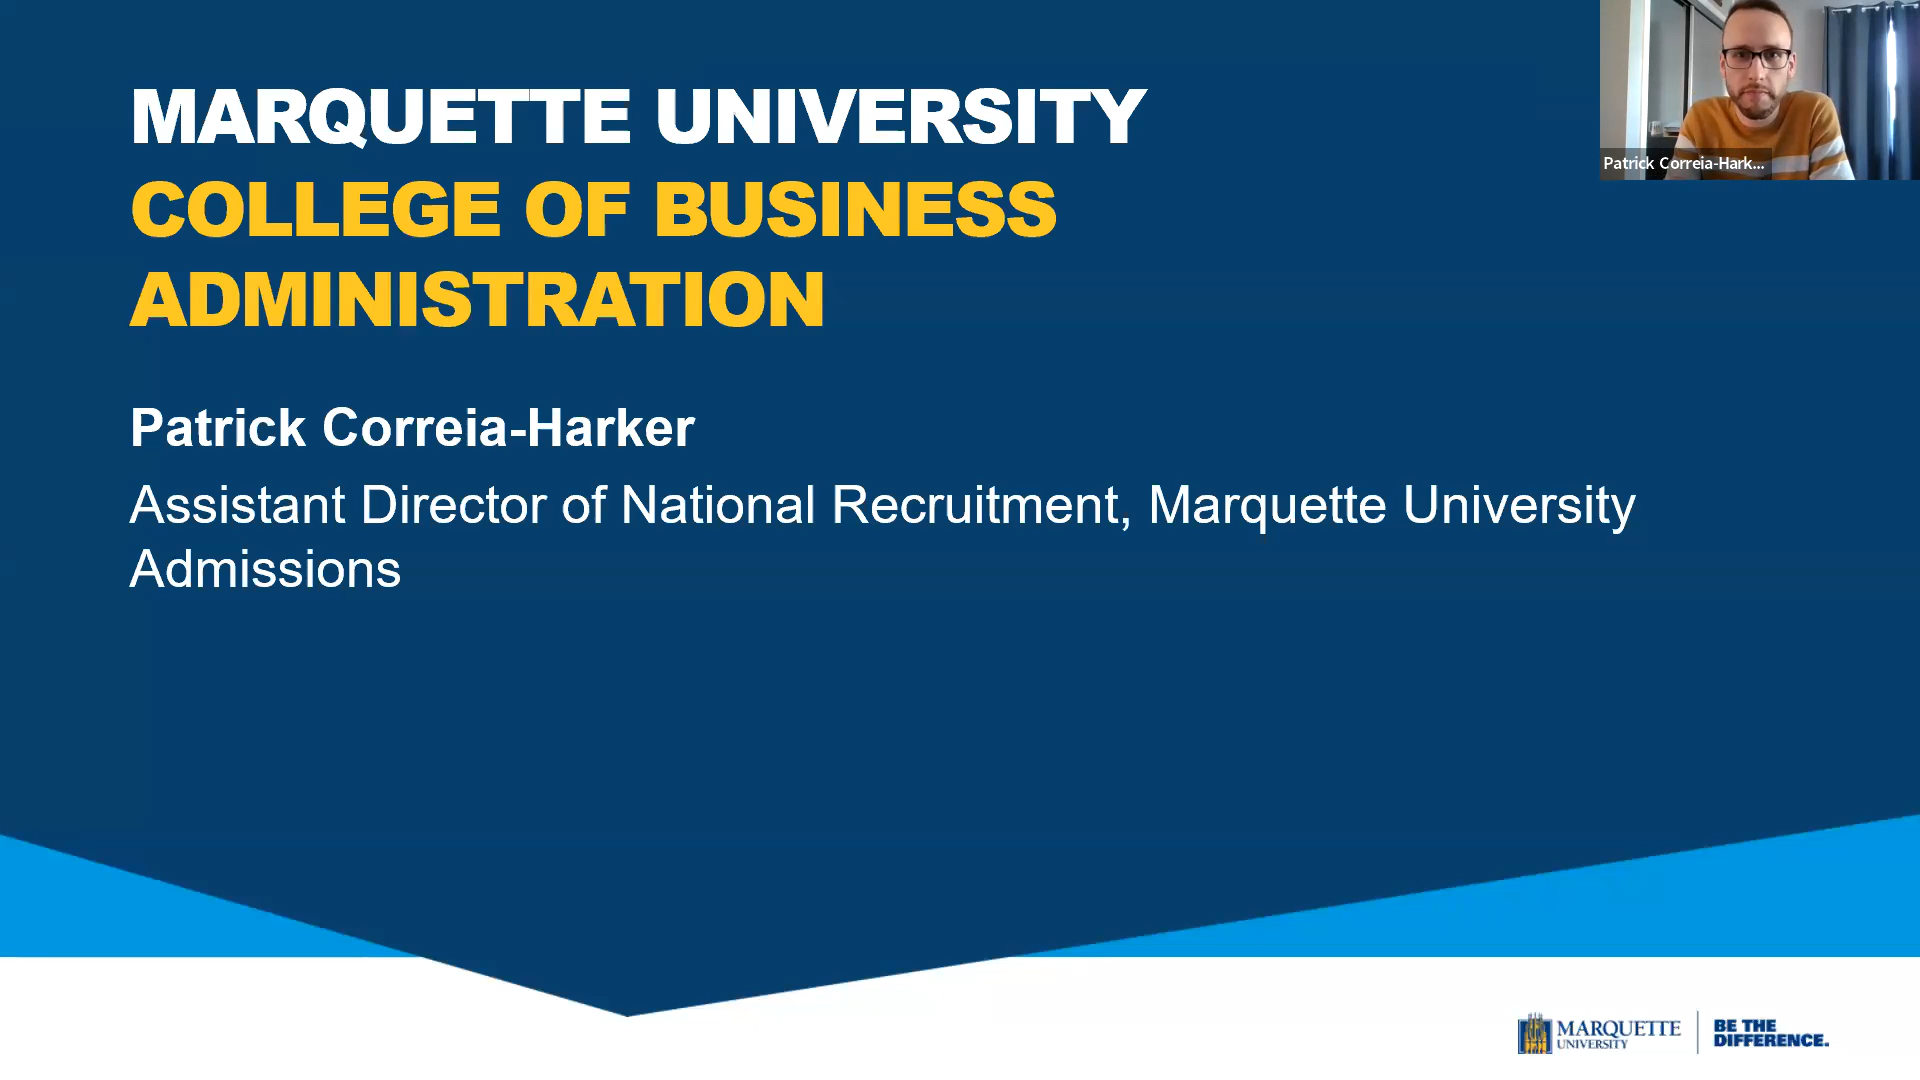 MARQUETTE UNIVERSITY
COLLEGE OF BUSINESS
ADMINISTRATION
Patrick Correia-Harker
Assistant Director of National Recruitment, Marquette University
Admissions
Patrick Correia-Hark...
MARQUETTE
UNIVERSITY
BE THE
DIFFERENCE.